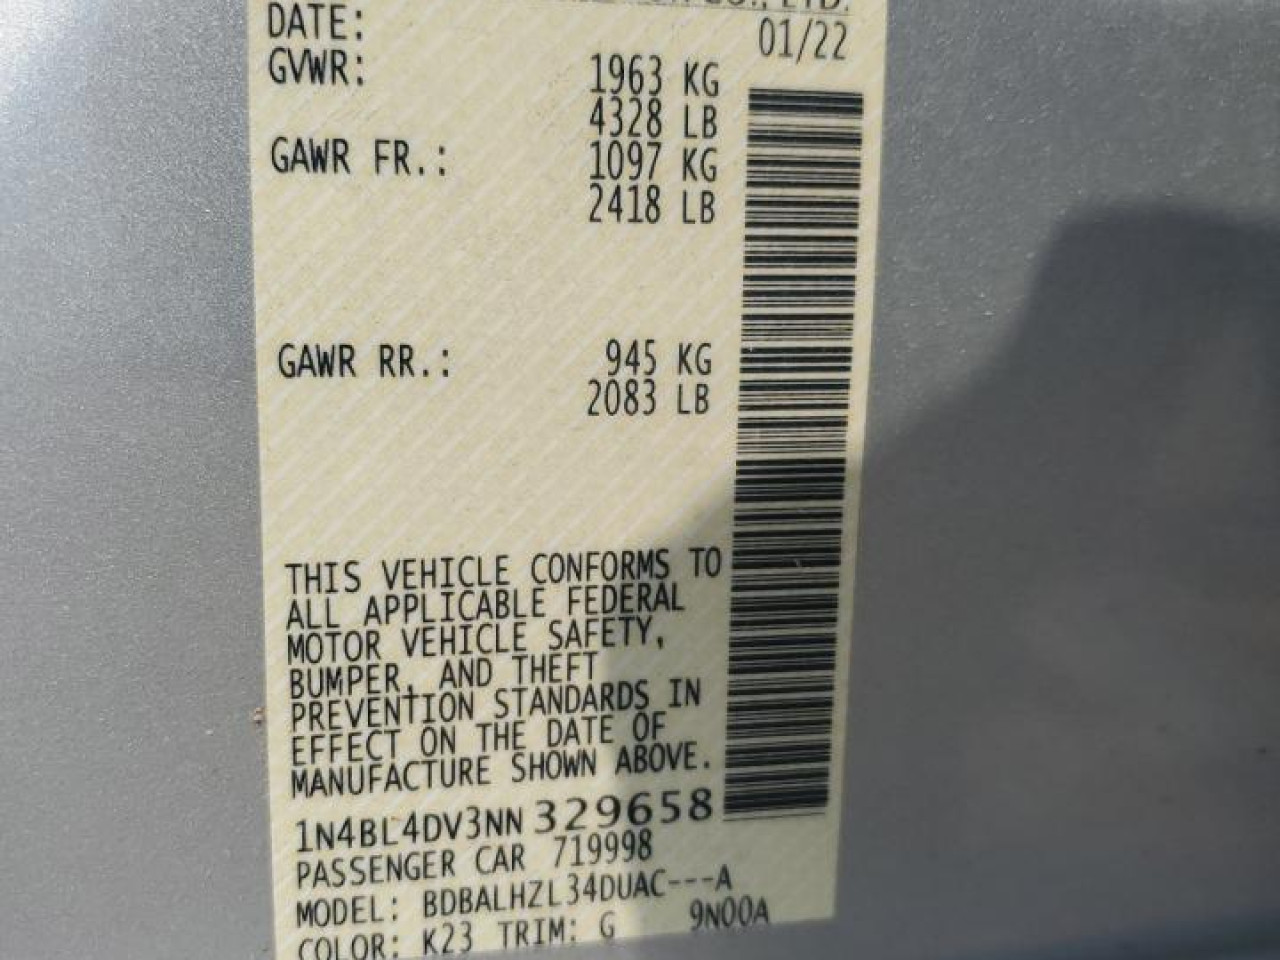 CO., LTD.
DATE: 01/22
GVWR: 1963 KG
4328 LB
GAWR FR.: 1097 KG
2418 LB
GAWR RR.: 945 KG
2083 LB
THIS VEHICLE CONFORMS TO
ALL APPLICABLE FEDERAL
MOTOR VEHICLE SAFETY,
BUMPER, AND THEFT
PREVENTION STANDARDS IN
EFFECT ON THE DATE OF
MANUFACTURE SHOWN ABOVE.
1N4BL4DV3NN329658
PASSENGER CAR 719998
MODEL: BDBALHZL34DUAC---A
COLOR: K23 TRIM: G 9N00A